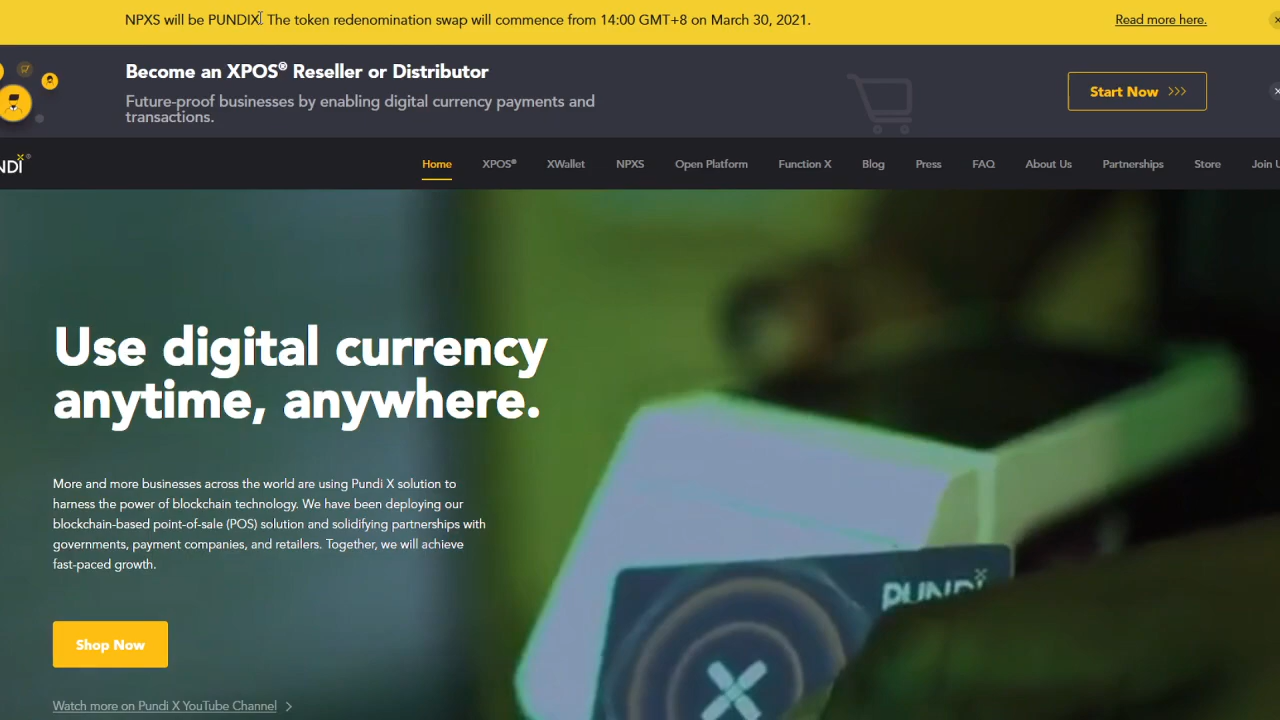 NPXS will be PUNDIX. The token redenomination swap will commence from 14:00 GMT+8 on March 30, 2021.
Read more here.
Become an XPOS® Reseller or Distributor
Future-proof businesses by enabling digital currency payments and
transactions.
Start Now >>>
NDI®
Home XPOS® XWallet NPXS Open Platform Function X Blog Press FAQ About Us Partnerships Store Join U
Use digital currency
anytime, anywhere.
More and more businesses across the world are using Pundi X solution to
harness the power of blockchain technology. We have been deploying our
blockchain-based point-of-sale (POS) solution and solidifying partnerships with
governments, payment companies, and retailers. Together, we will achieve
fast-paced growth.
PUNDI X
Shop Now
Watch more on Pundi X YouTube Channel >